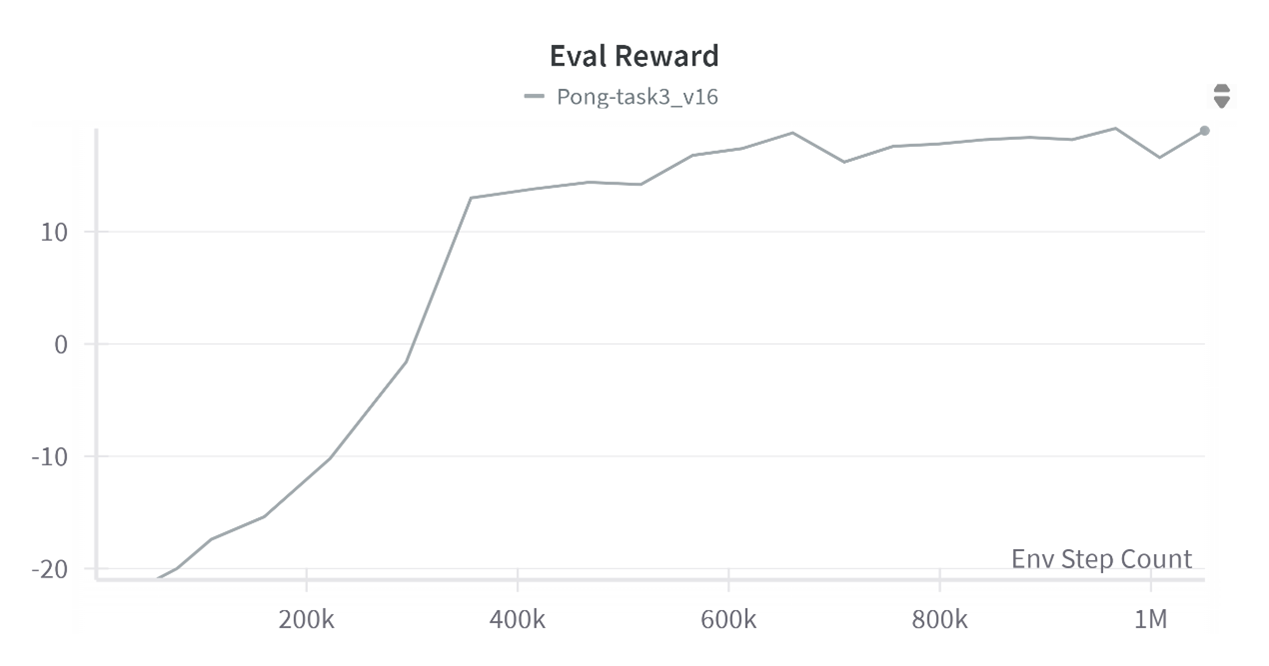 Eval Reward
Pong-task3_v16
10
0
-10
-20
Env Step Count
200k 400k 600k 800k 1M